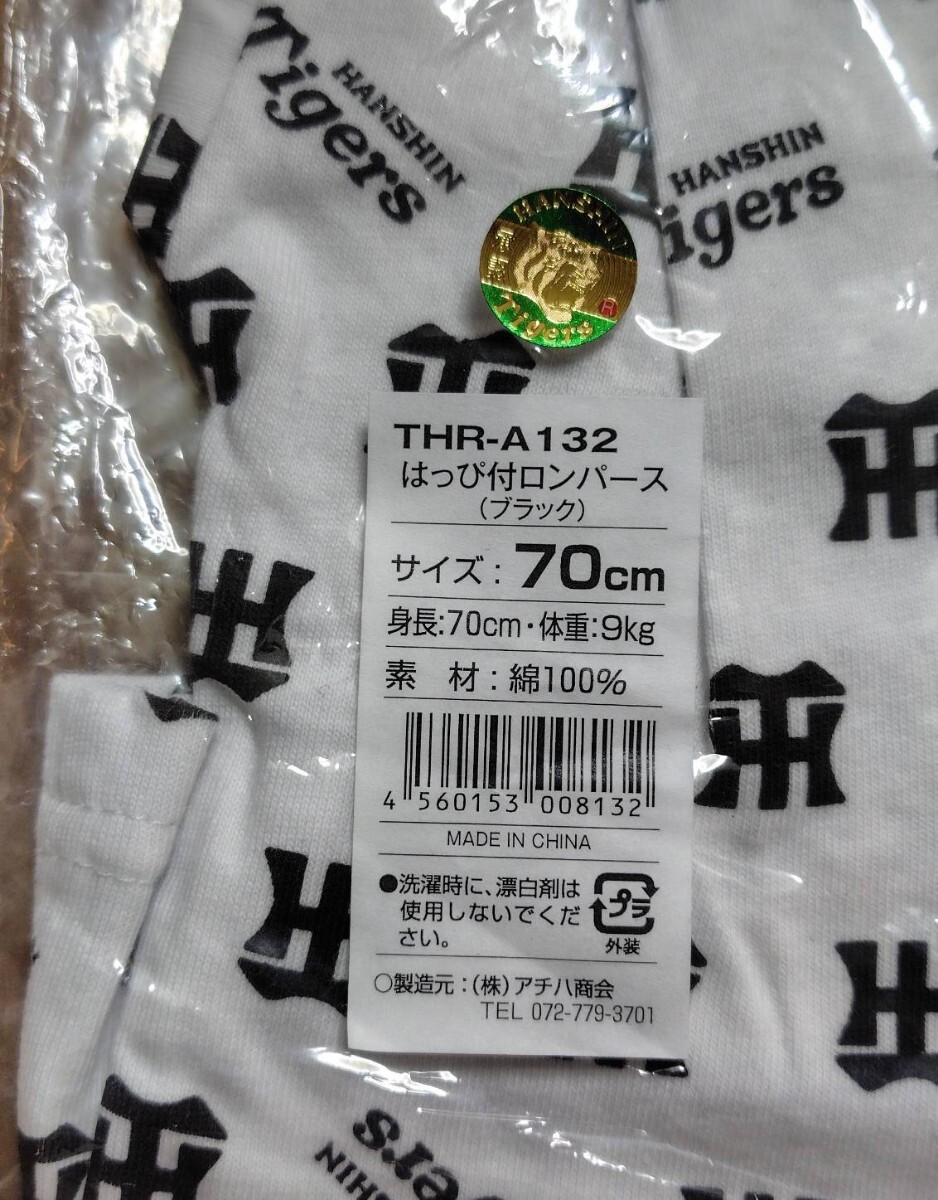 HANSHIN
Tigers
HANSHIN
Tigers
HANSHIN
Tigers
THR-A132
はっぴ付ロンパース
(ブラック)
サイズ:70cm
身長:70cm・体重:9kg
素 材:綿100%
4 560153 008132
MADE IN CHINA
●洗濯時に、漂白剤は
使用しないでくだ
さい。
プラ
外装
○製造元:(株)アチハ商会
TEL 072-779-3701